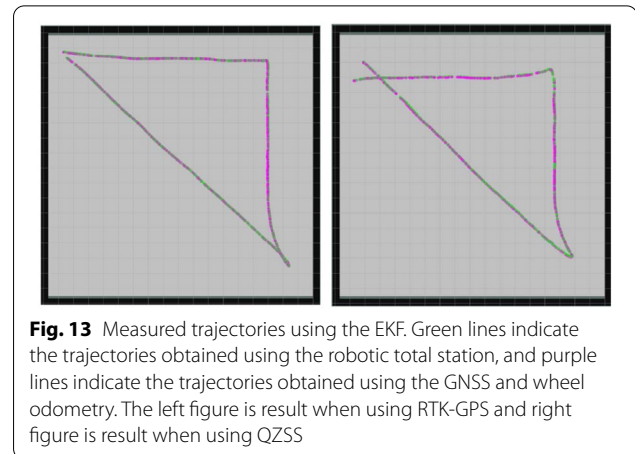 Fig. 13 Measured trajectories using the EKF. Green lines indicate
the trajectories obtained using the robotic total station, and purple
lines indicate the trajectories obtained using the GNSS and wheel
odometry. The left figure is result when using RTK-GPS and right
figure is result when using QZSS